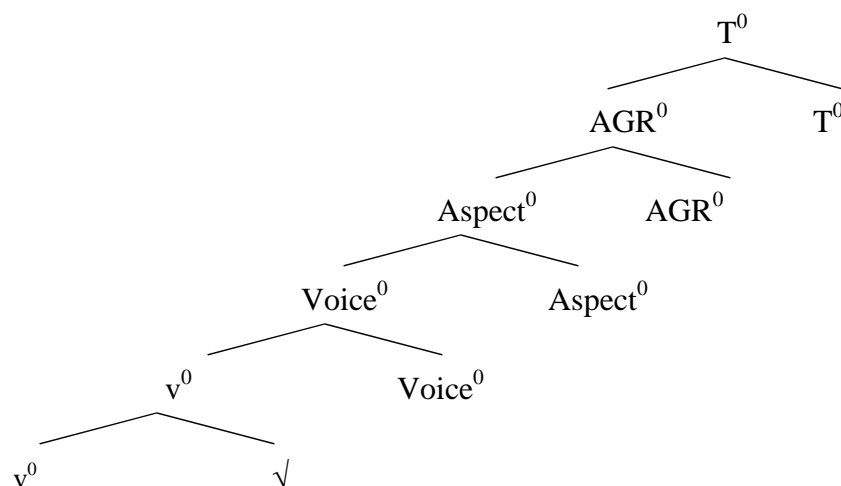 T⁰
AGR⁰ T⁰
Aspect⁰ AGR⁰
Voice⁰ Aspect⁰
v⁰ Voice⁰
v⁰ √